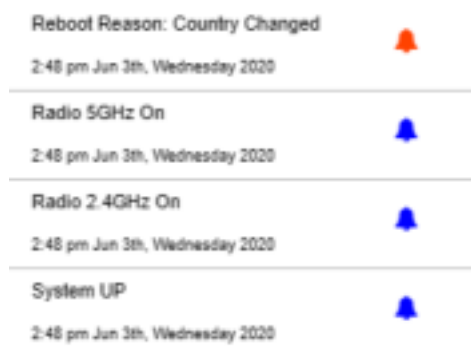 Reboot Reason: Country Changed
2:48 pm Jun 3th, Wednesday 2020
Radio 5GHz On
2:48 pm Jun 3th, Wednesday 2020
Radio 2.4GHz On
2:48 pm Jun 3th, Wednesday 2020
System UP
2:48 pm Jun 3th, Wednesday 2020